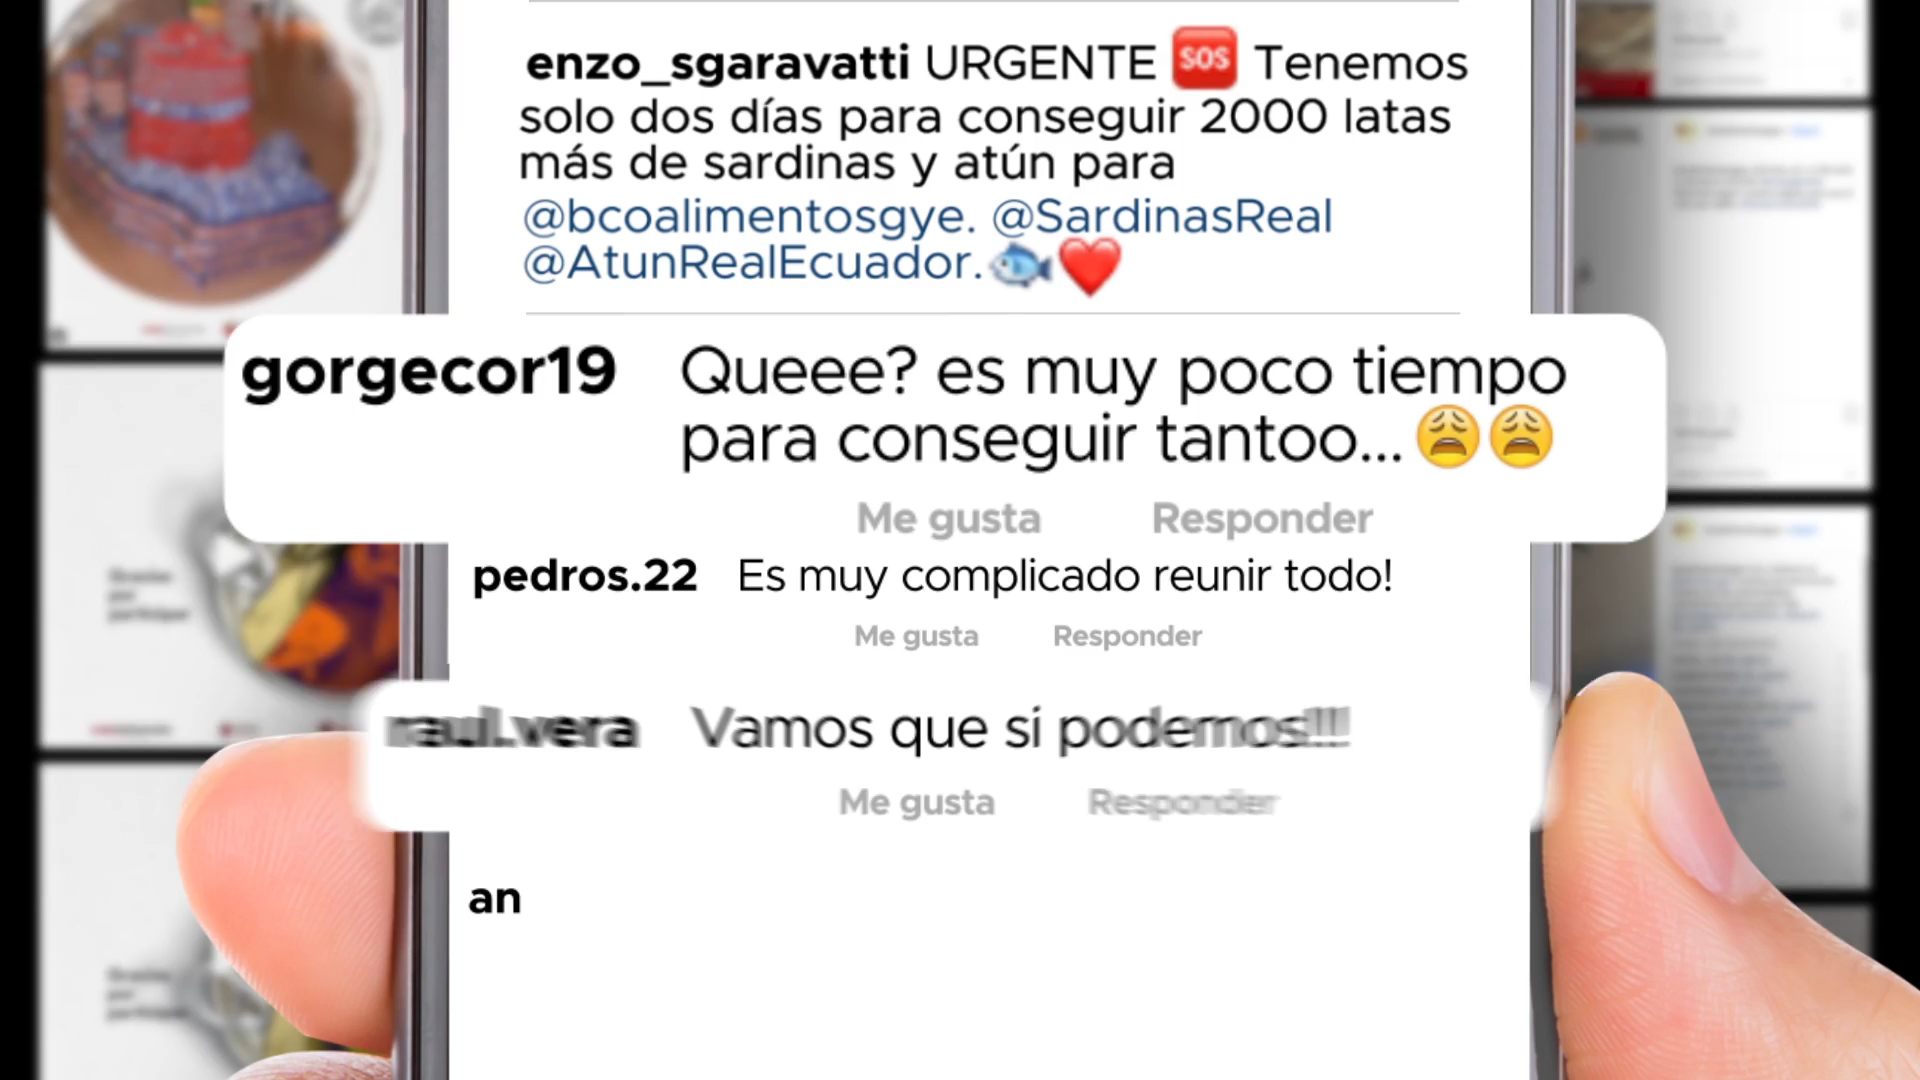 enzo_sgaravatti URGENTE SOS Tenemos
solo dos días para conseguir 2000 latas
más de sardinas y atún para
@bcoalimentosgye. @SardinasReal
@AtunRealEcuador.
gorgecor19 Queee? es muy poco tiempo
para conseguir tantoo...
Me gusta Responder
pedros.22 Es muy complicado reunir todo!
Me gusta Responder
raul.vera Vamos que si podemos!!!
Me gusta Responder
an